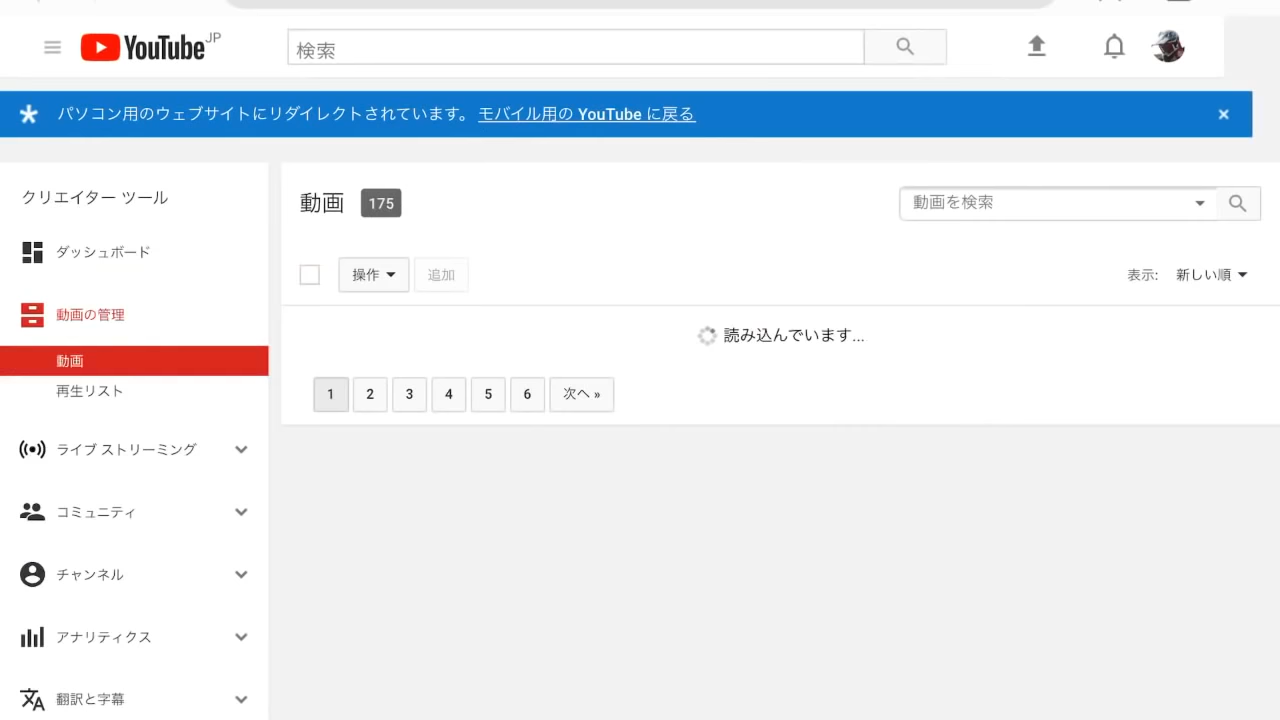 YouTube JP
検索
パソコン用のウェブサイトにリダイレクトされています。 モバイル用の YouTube に戻る ×
クリエイター ツール
ダッシュボード
動画の管理
動画
再生リスト
ライブ ストリーミング
コミュニティ
チャンネル
アナリティクス
翻訳と字幕
動画 175
動画を検索
操作 追加
表示: 新しい順
読み込んでいます...
1 2 3 4 5 6 次へ »